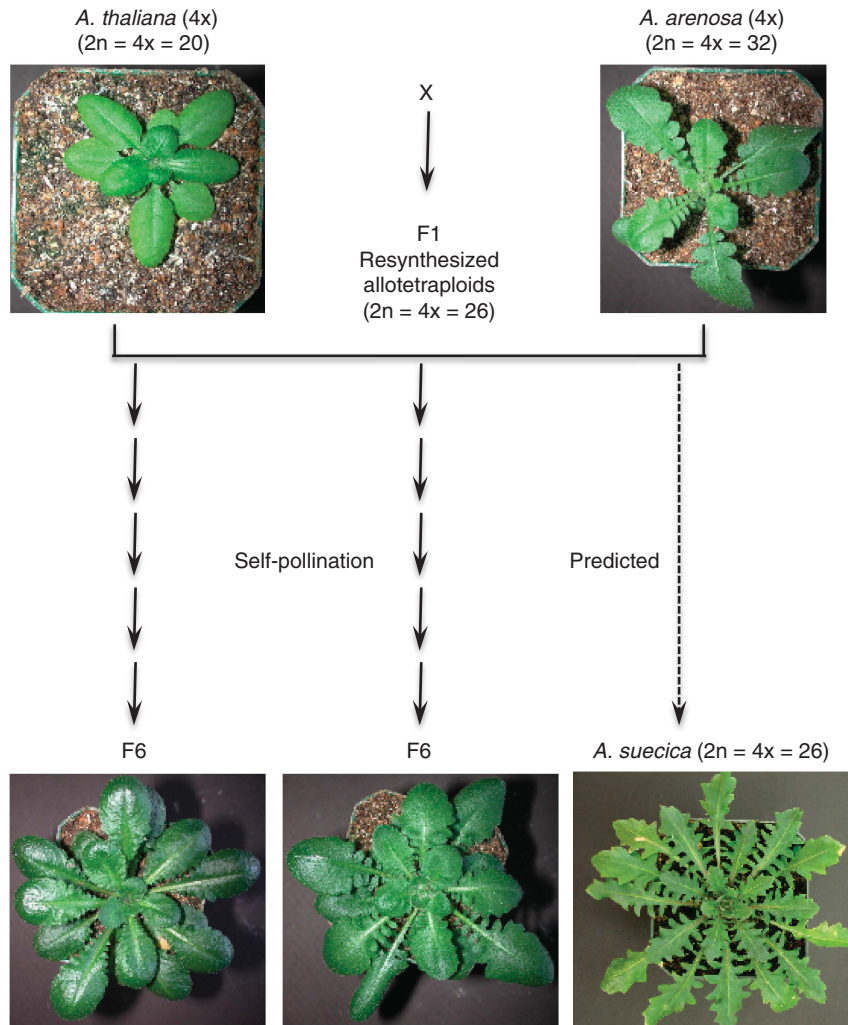 A. thaliana (4x)
(2n = 4x = 20)
A. arenosa (4x)
(2n = 4x = 32)
X
F1
Resynthesized
allotetraploids
(2n = 4x = 26)
Self-pollination
Predicted
F6
F6
A. suecica (2n = 4x = 26)